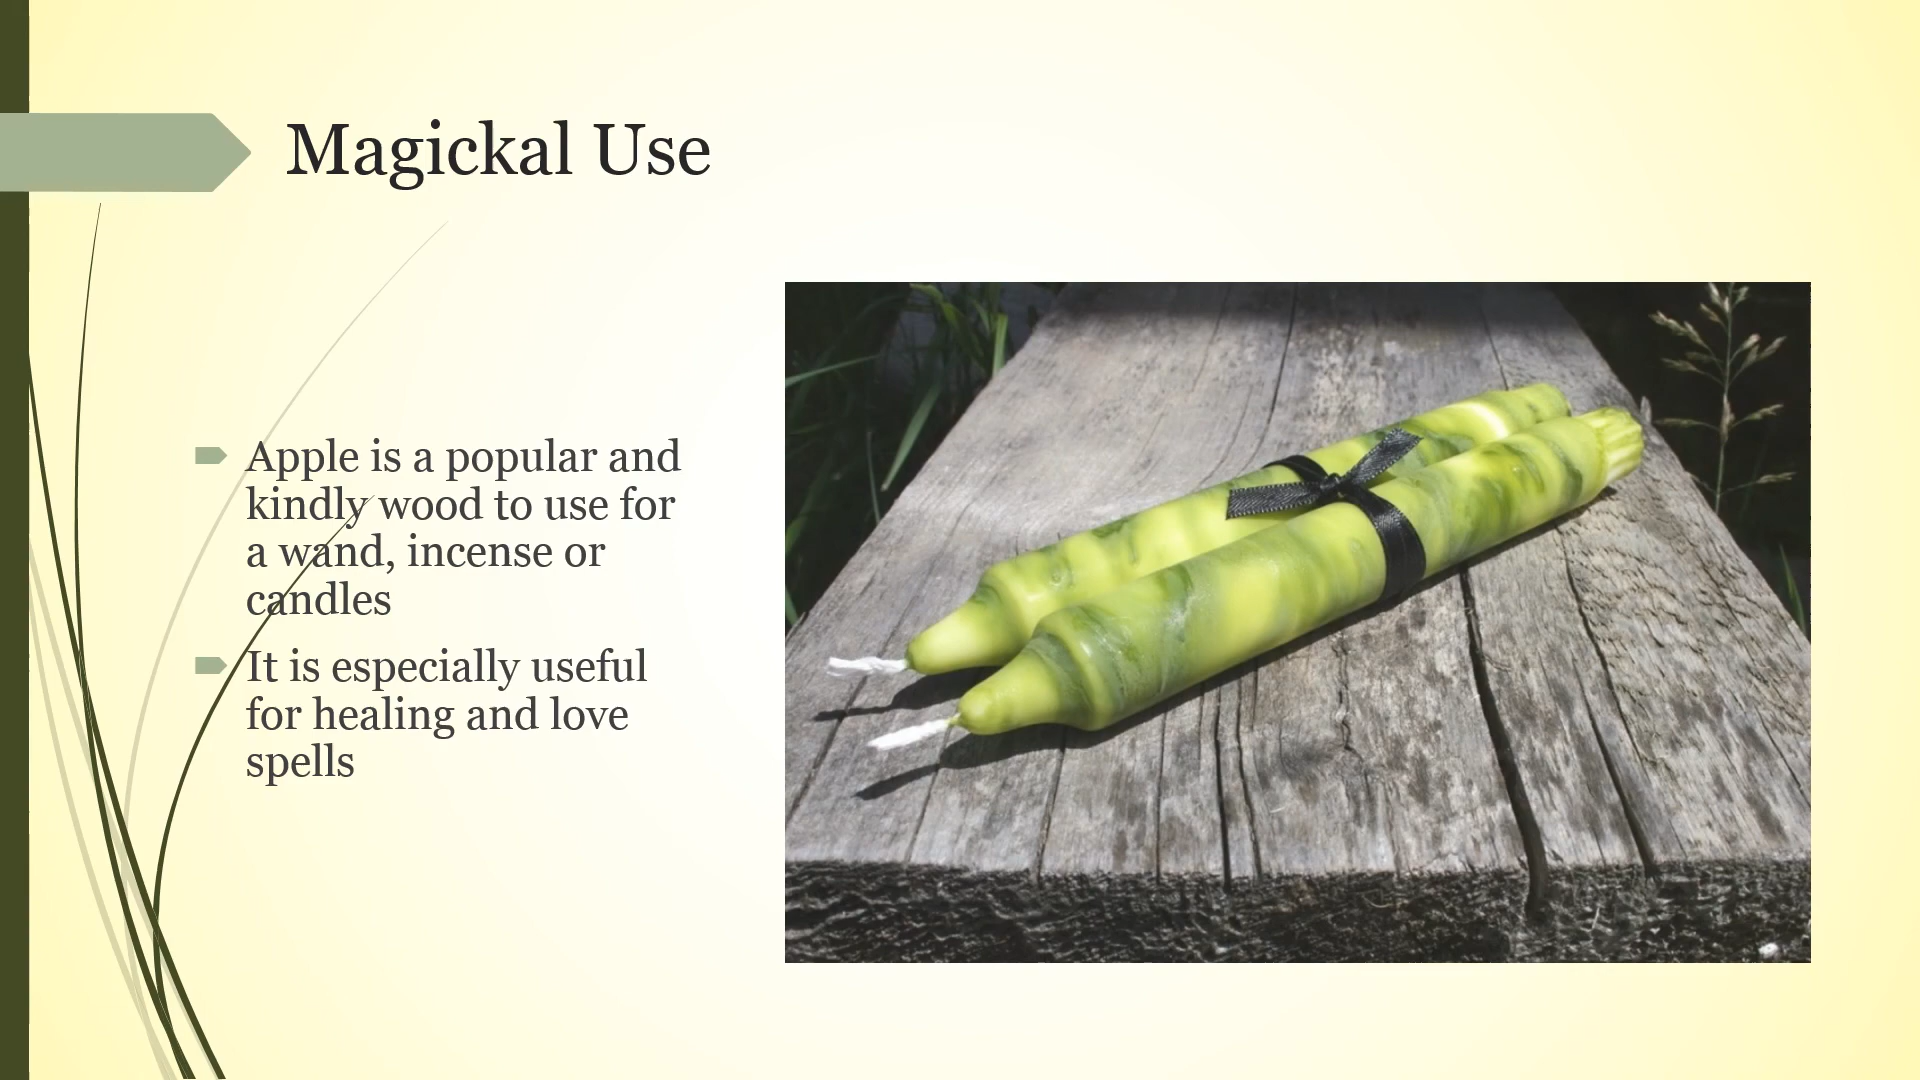 Magickal Use
Apple is a popular and
kindly wood to use for
a wand, incense or
candles
It is especially useful
for healing and love
spells